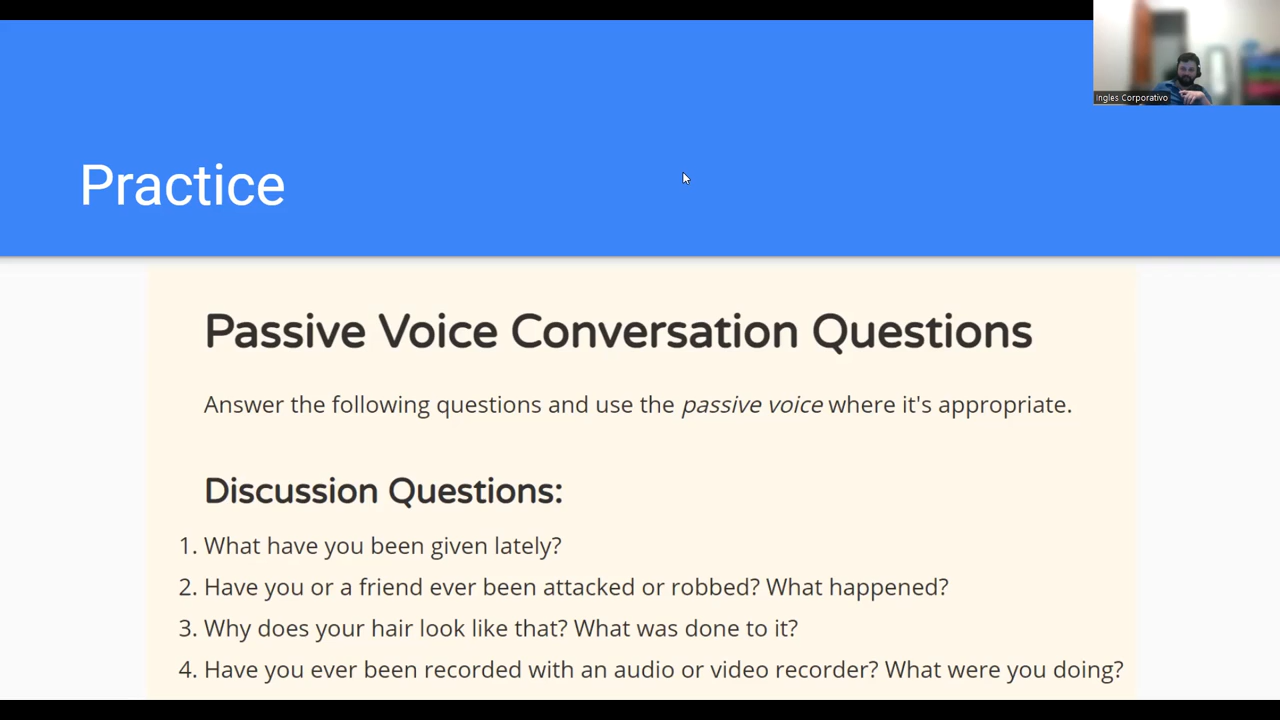 Ingles Corporativo
Practice
Passive Voice Conversation Questions
Answer the following questions and use the passive voice where it's appropriate.
Discussion Questions:
1. What have you been given lately?
2. Have you or a friend ever been attacked or robbed? What happened?
3. Why does your hair look like that? What was done to it?
4. Have you ever been recorded with an audio or video recorder? What were you doing?